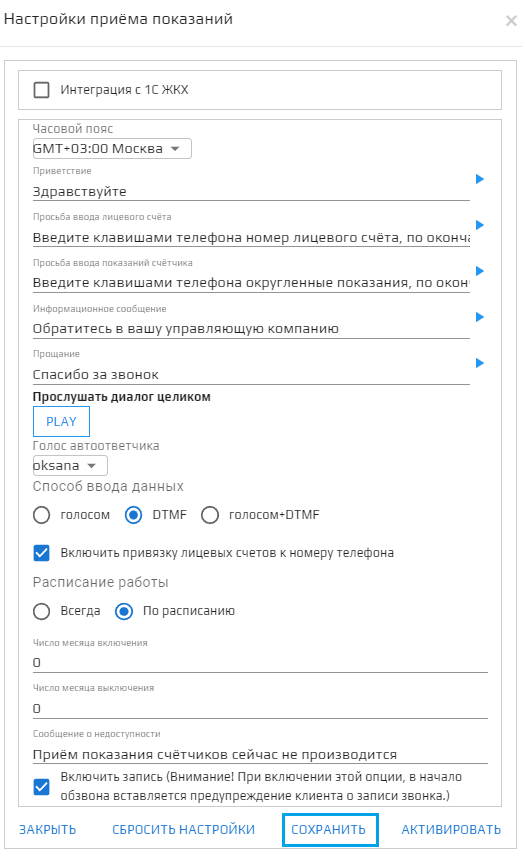 Настройки приёма показаний
Интеграция с 1С ЖКХ
Часовой пояс
GMT+03:00 Москва
Приветствие
Здравствуйте
Просьба ввода лицевого счёта
Введите клавишами телефона номер лицевого счёта, по оконча
Просьба ввода показаний счётчика
Введите клавишами телефона округленные показания, по окон
Информационное сообщение
Обратитесь в вашу управляющую компанию
Прощание
Спасибо за звонок
Прослушать диалог целиком
PLAY
Голос автоответчика
oksana
Способ ввода данных
голосом DTMF голосом+DTMF
Включить привязку лицевых счетов к номеру телефона
Расписание работы
Всегда По расписанию
Число месяца включения
0
Число месяца выключения
0
Сообщение о недоступности
Приём показания счётчиков сейчас не производится
Включить запись (Внимание! При включении этой опции, в начало
обзвона вставляется предупреждение клиента о записи звонка.)
ЗАКРЫТЬ СБРОСИТЬ НАСТРОЙКИ СОХРАНИТЬ АКТИВИРОВАТЬ